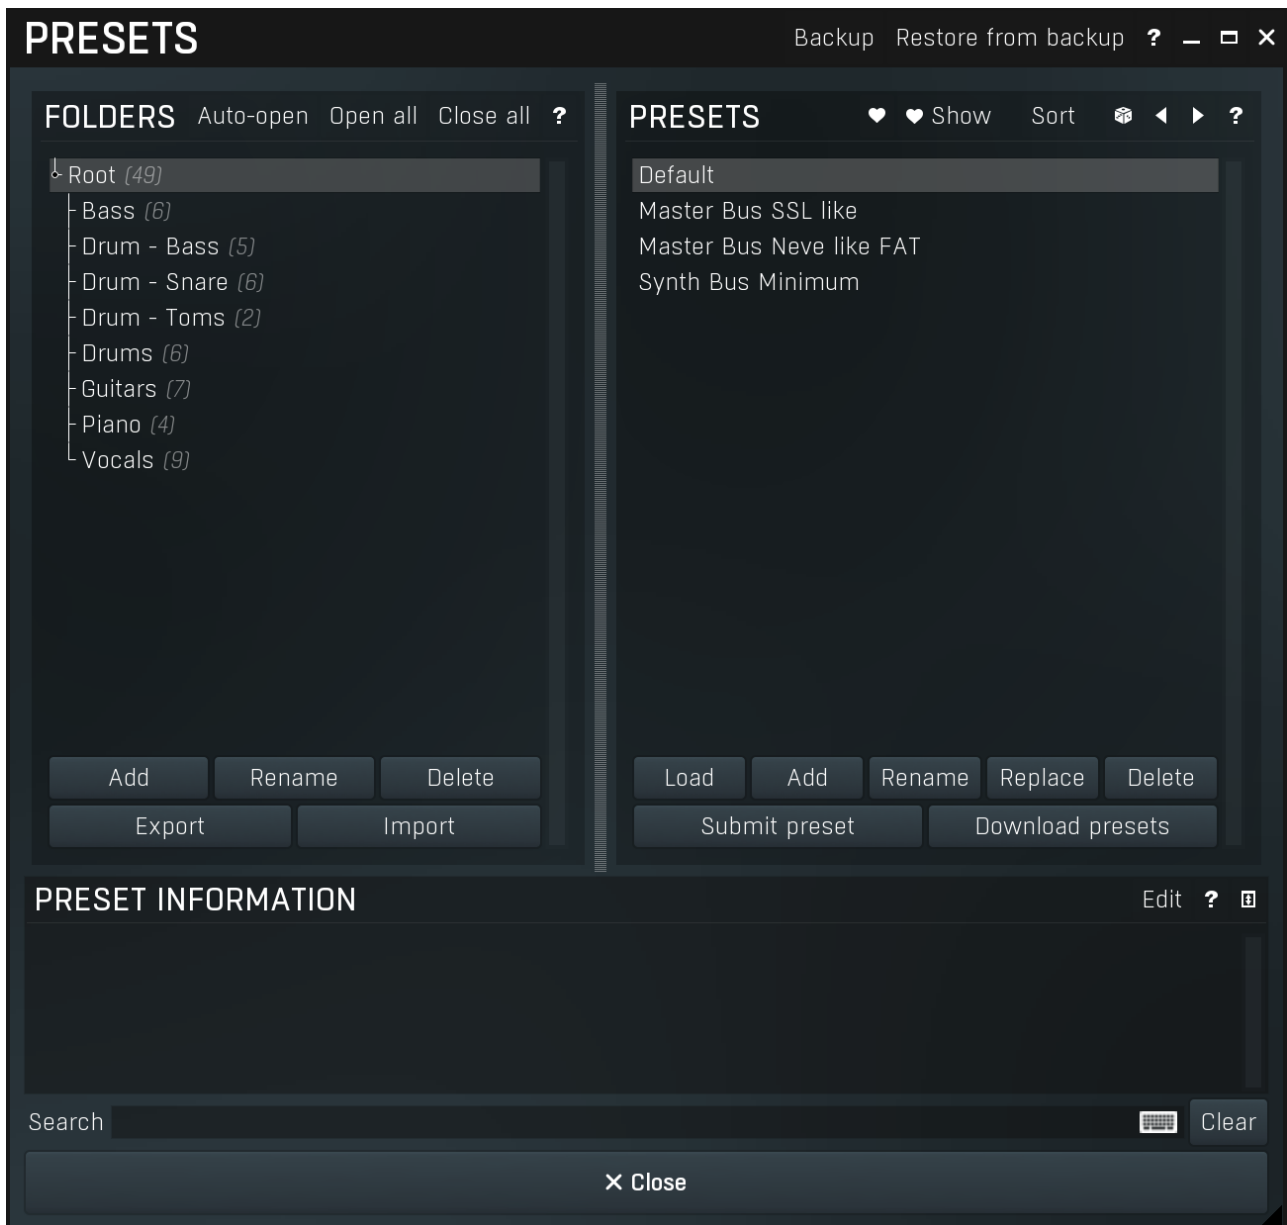 PRESETS Backup Restore from backup ?
FOLDERS Auto-open Open all Close all ?
Root (49)
Bass (6)
Drum - Bass (5)
Drum - Snare (6)
Drum - Toms (2)
Drums (6)
Guitars (7)
Piano (4)
Vocals (9)
Add Rename Delete
Export Import
PRESETS Show Sort ?
Default
Master Bus SSL like
Master Bus Neve like FAT
Synth Bus Minimum
Load Add Rename Replace Delete
Submit preset Download presets
PRESET INFORMATION Edit ?
Search Clear
Close